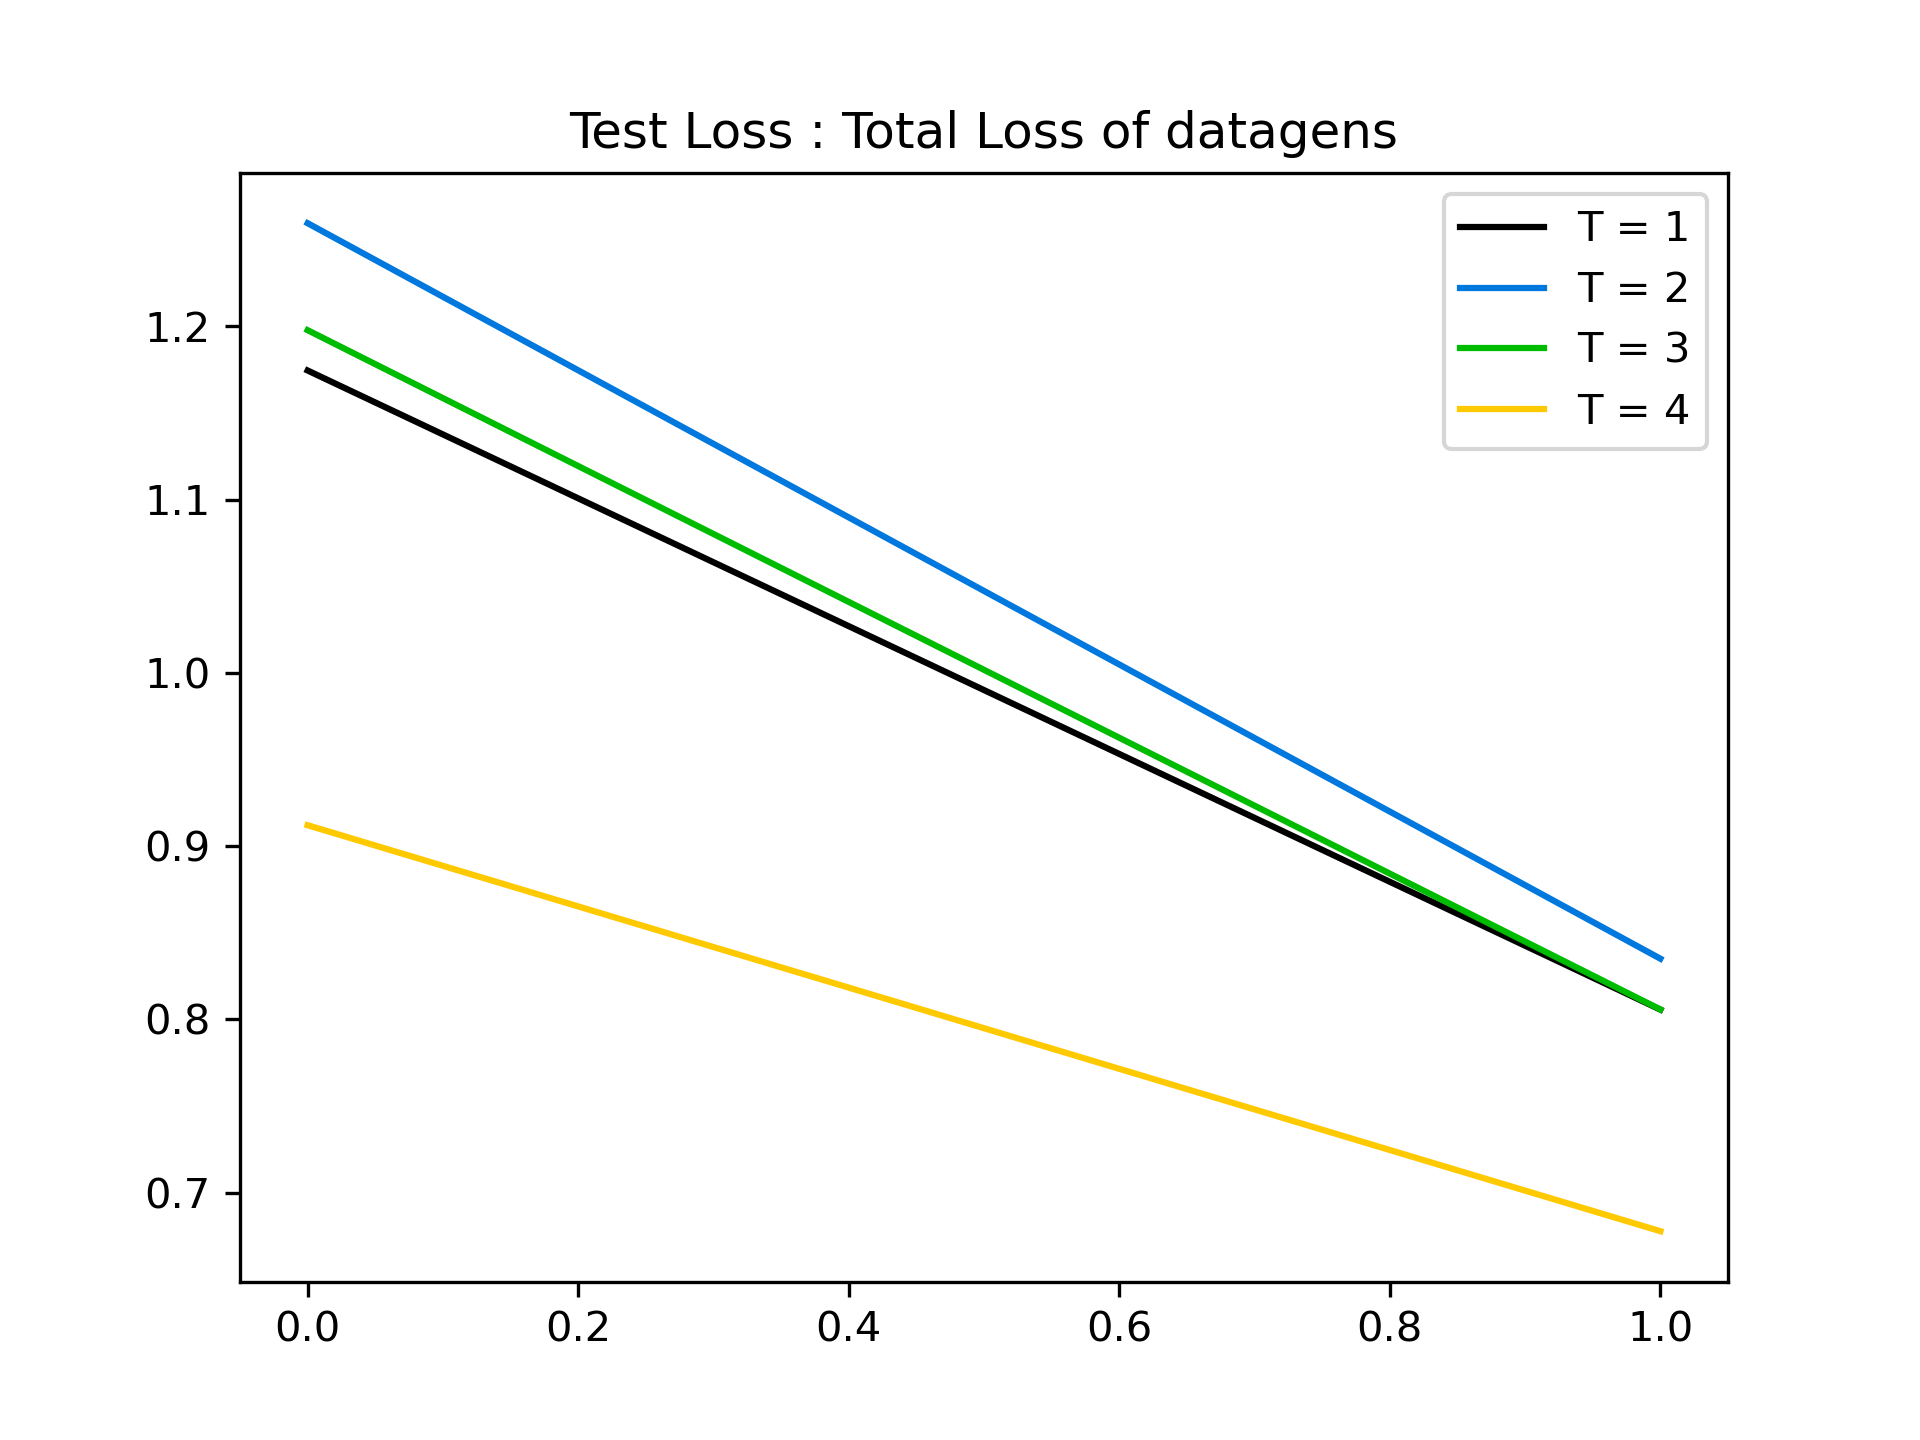 Test Loss : Total Loss of datagens
T = 1
T = 2
T = 3
T = 4
1.2
1.1
1.0
0.9
0.8
0.7
0.0 0.2 0.4 0.6 0.8 1.0